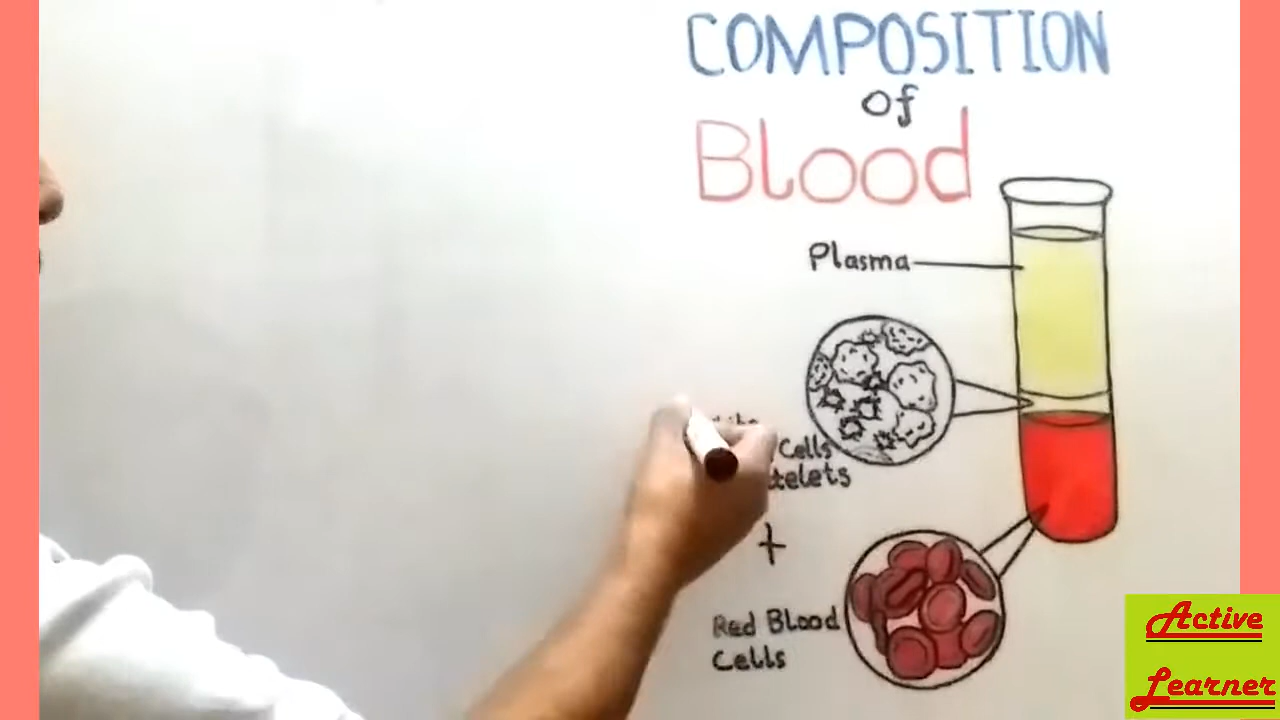 COMPOSITION
of
Blood
Plasma
Cells
+
Red Blood
Cells
Active
Learner